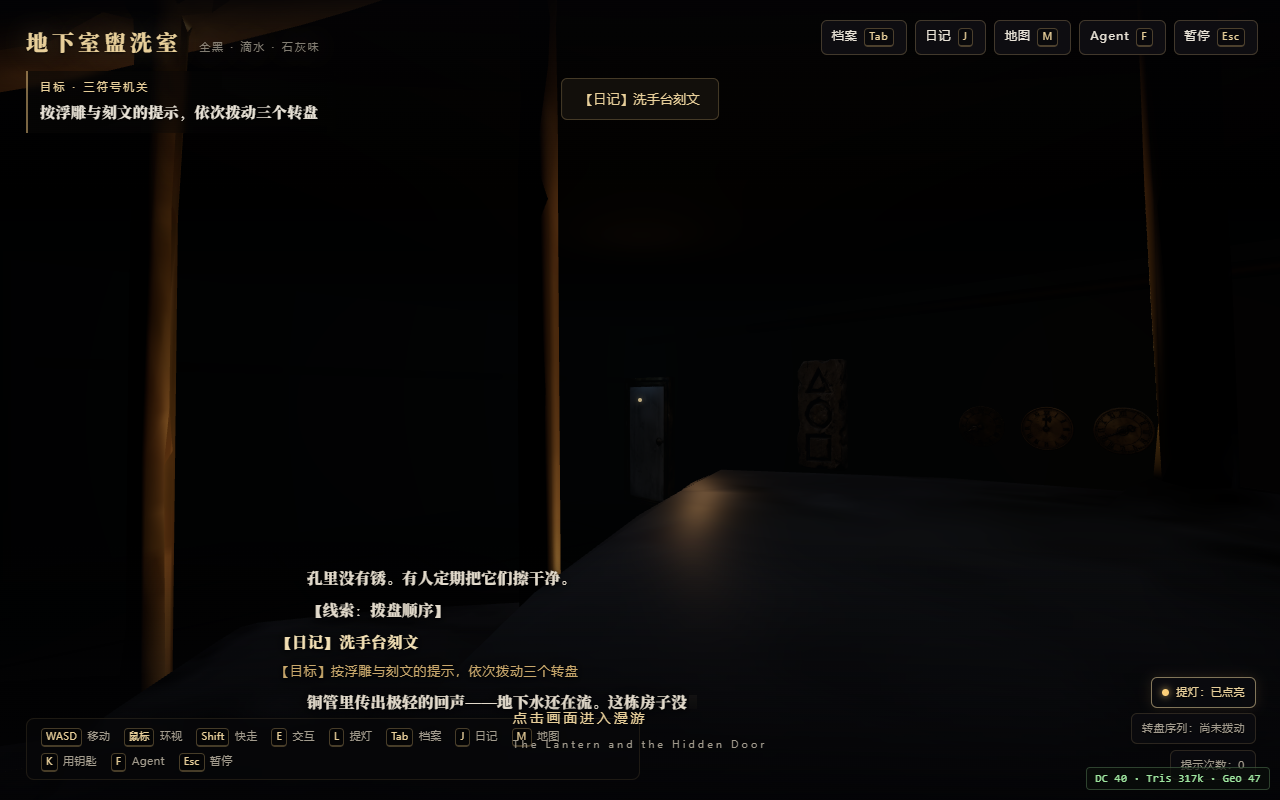 地下室盥洗室 全黑 · 滴水 · 石灰味
档案 Tab 日记 J 地图 M Agent F 暂停 Esc
目标 · 三符号机关
按浮雕与刻文的提示，依次拨动三个转盘
【日记】洗手台刻文
孔里没有锈。有人定期把它们擦干净。
【线索：拨盘顺序】
【日记】洗手台刻文
【目标】按浮雕与刻文的提示，依次拨动三个转盘
铜管里传出极轻的回声——地下水还在流。这栋房子没
点击画面进入漫游
The Lantern and the Hidden Door
WASD 移动 鼠标 环视 Shift 快走 E 交互 L 提灯 Tab 档案 J 日记 M 地图
K 用钥匙 F Agent Esc 暂停
提灯：已点亮
转盘序列：尚未拨动
提示次数：0
DC 40 · Tris 317k · Geo 47